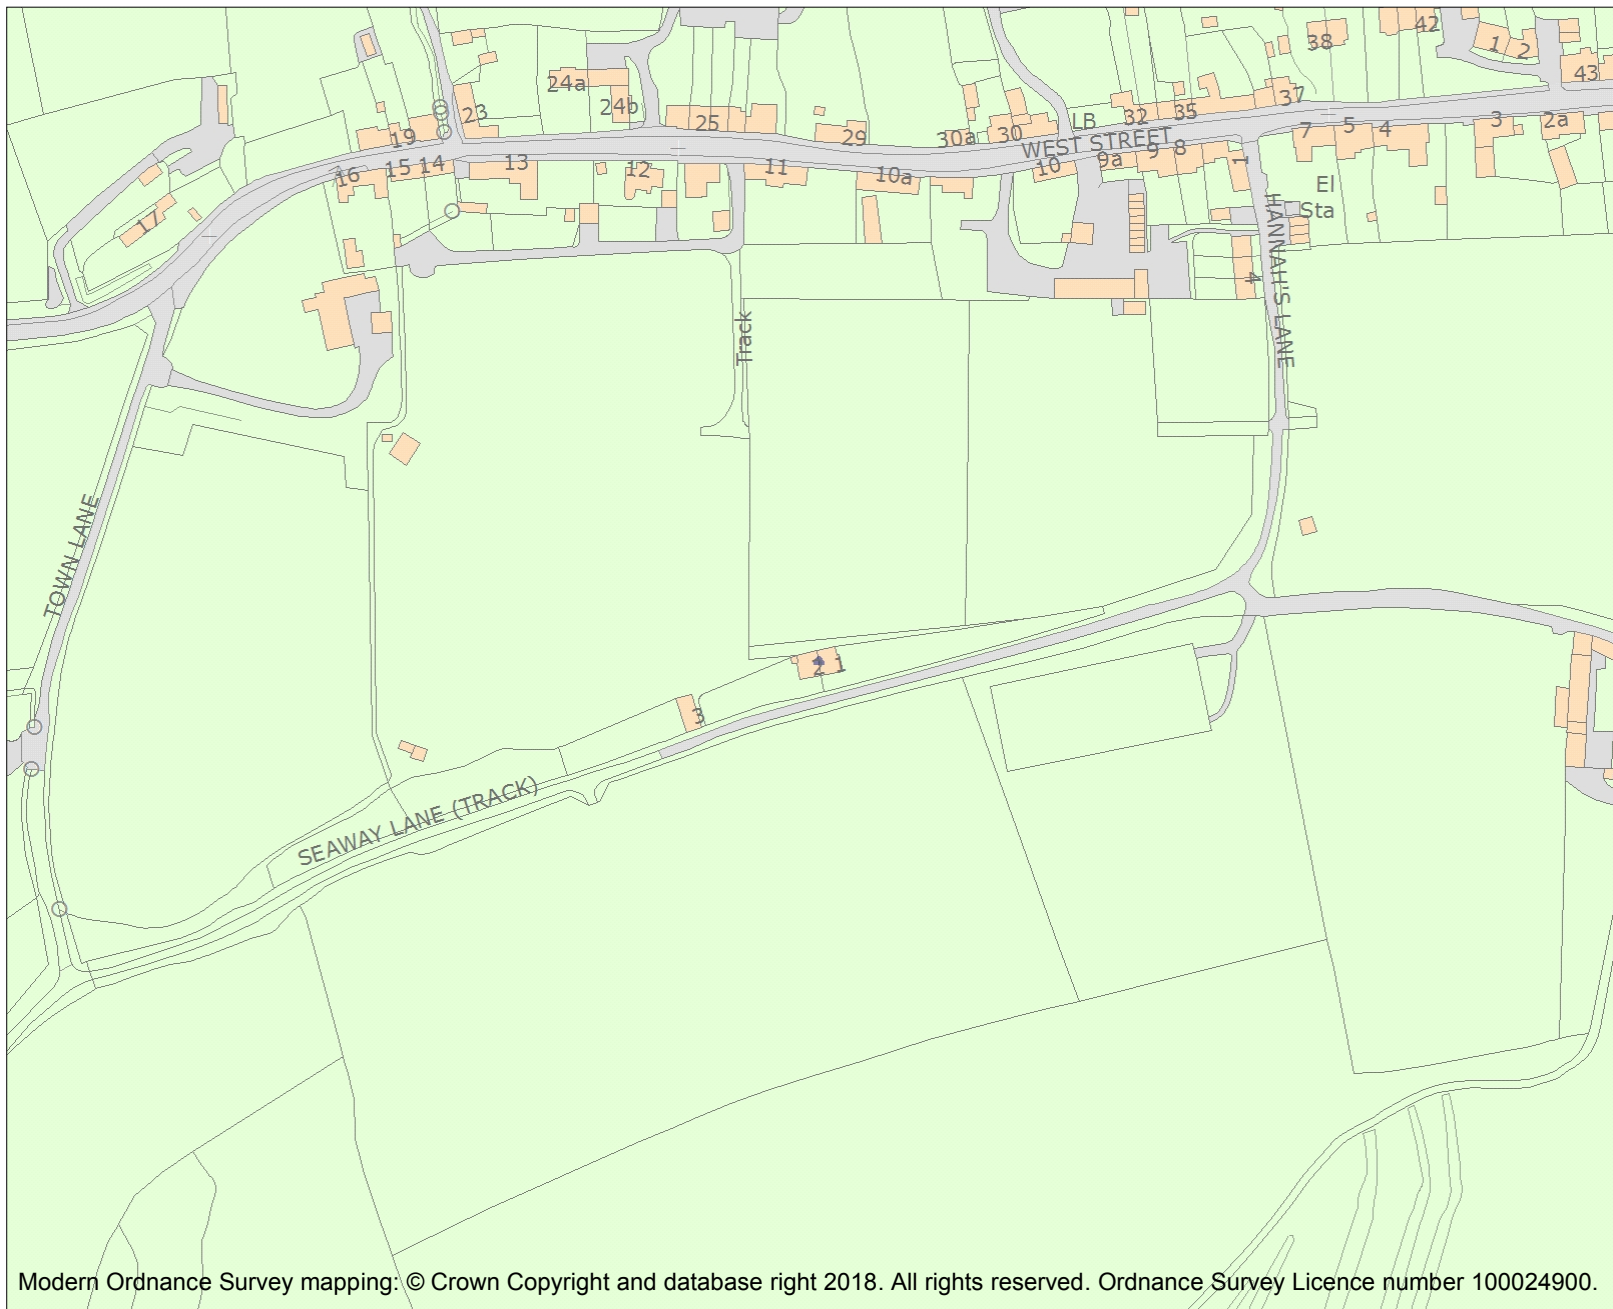 42
38
1
2
43
24a
24b
23
19
25
29
30a
30
LB
32
35
37
7
5
4
3
2a
WEST STREET
16
15
14
13
12
11
10a
10
9a
9
8
1
El
Sta
17
HANNAH'S LANE
4
Track
TOWN LANE
2
1
3
SEAWAY LANE (TRACK)
Modern Ordnance Survey mapping: © Crown Copyright and database right 2018. All rights reserved. Ordnance Survey Licence number 100024900.